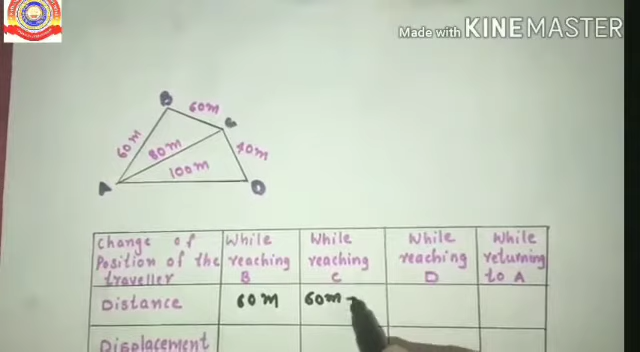 Made with KINEMASTER
B
60m
C
60m
80m
40m
100m
A
D
Change of Position of the traveller
While reaching B
While reaching C
While reaching D
While returning to A
Distance
60m
60m
Displacement